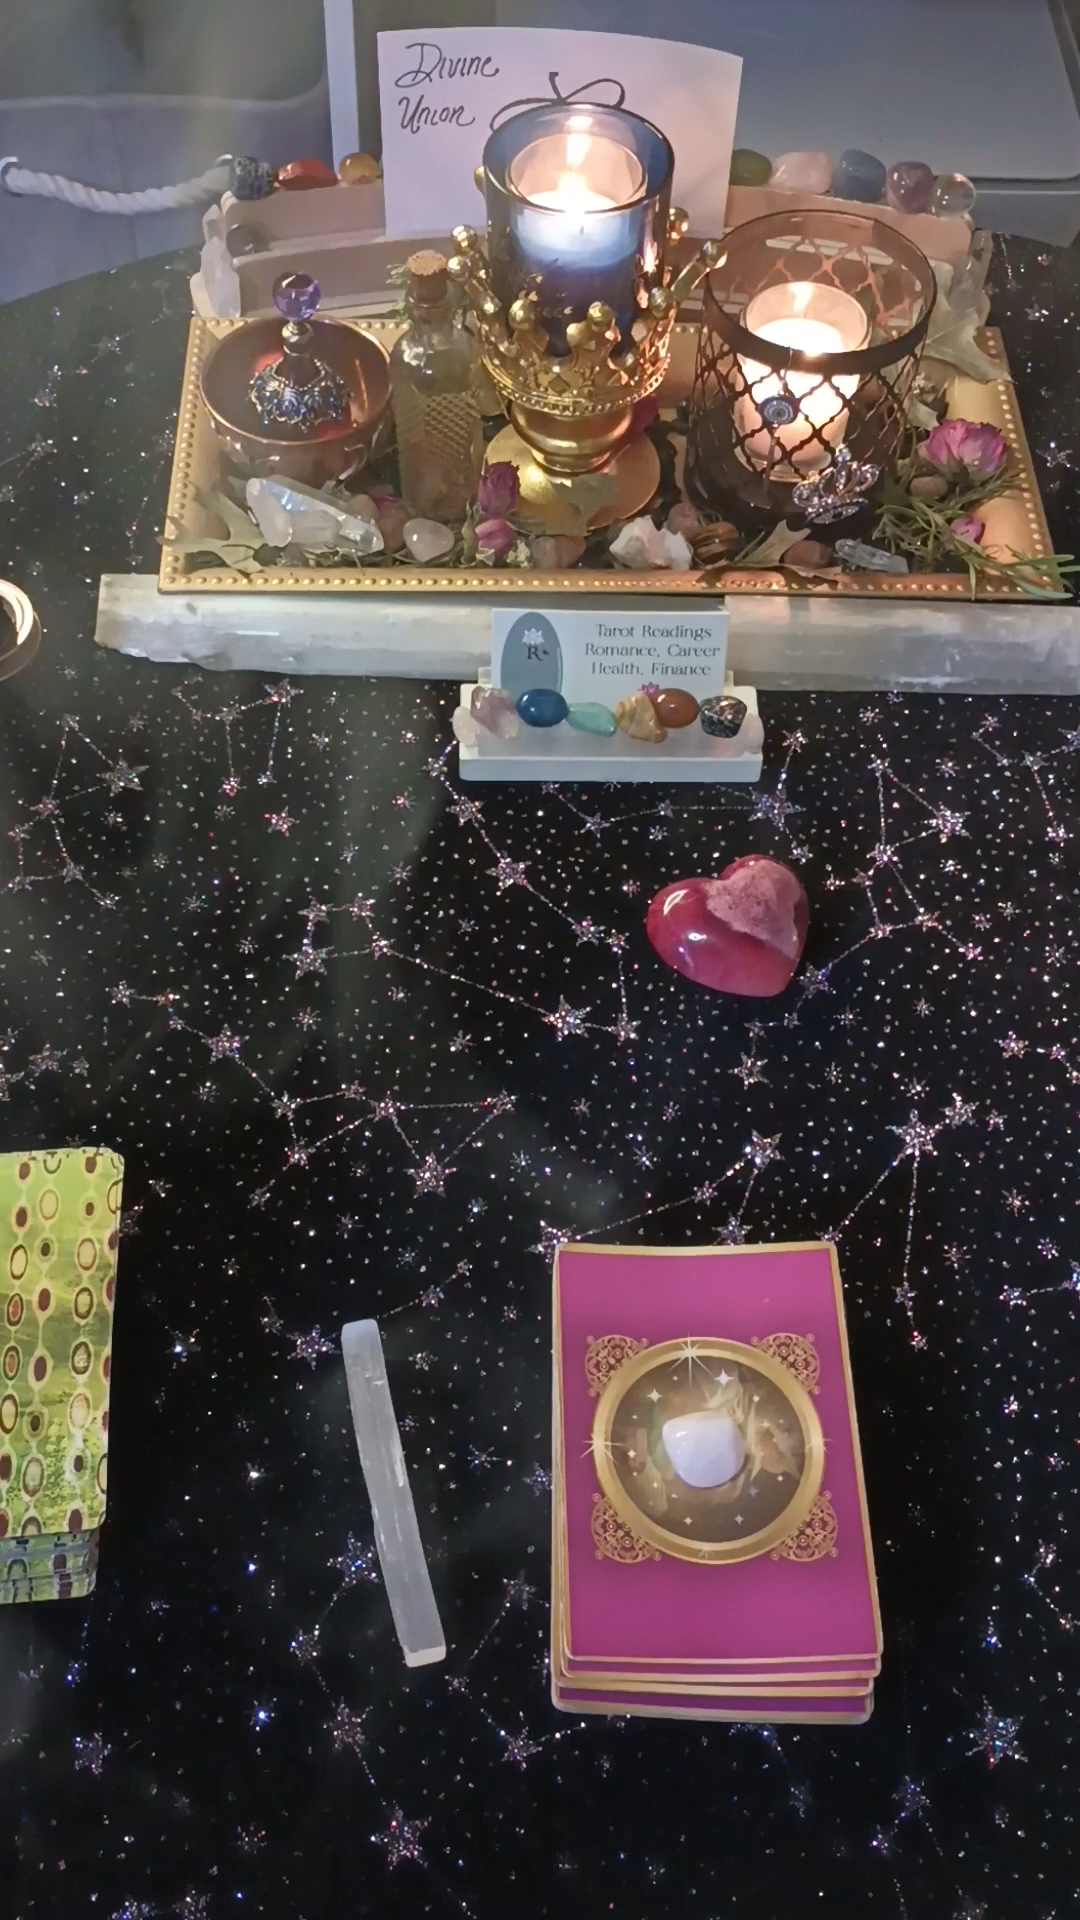 Divine
Union
R
Tarot Readings
Romance, Career
Health, Finance